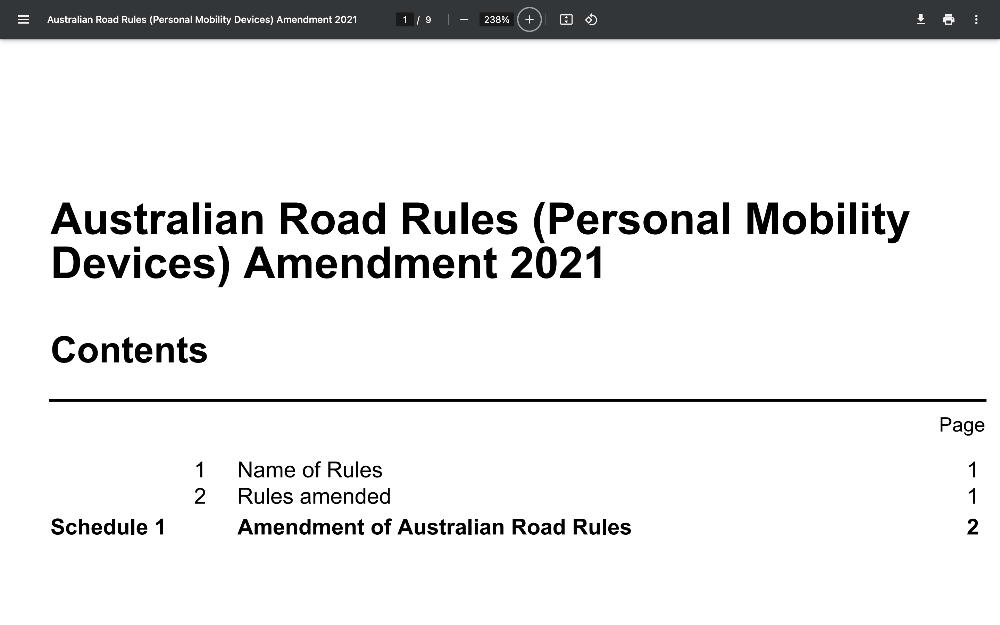 Australian Road Rules (Personal Mobility Devices) Amendment 2021 1 / 9 238%
Australian Road Rules (Personal Mobility
Devices) Amendment 2021
Contents
Page
1 Name of Rules 1
2 Rules amended 1
Schedule 1 Amendment of Australian Road Rules 2